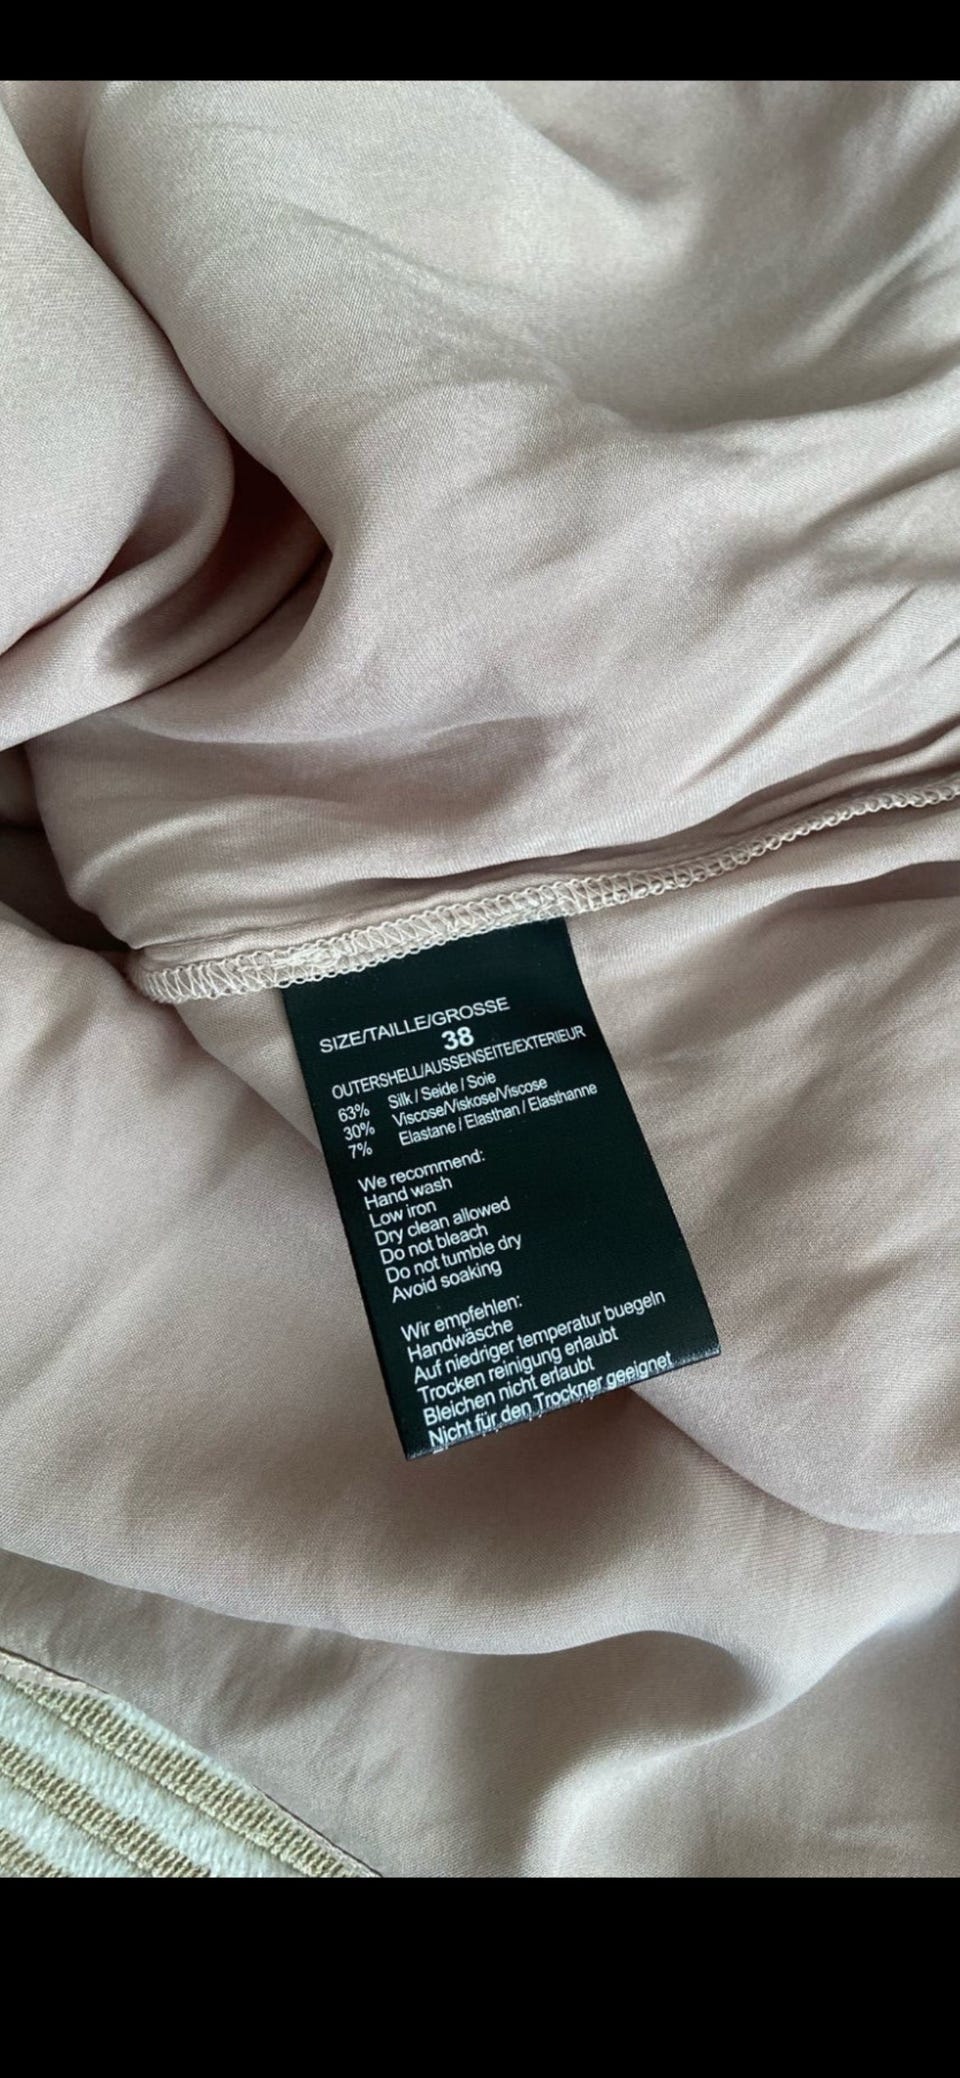 SIZE/TAILLE/GROSSE
38
OUTERSHELL/AUSSENSEITE/EXTERIEUR
63% Silk / Seide / Soie
30% Viscose/Viskose/Viscose
7% Elastane / Elasthan / Elasthanne
We recommend:
Hand wash
Low iron
Dry clean allowed
Do not bleach
Do not tumble dry
Avoid soaking
Wir empfehlen:
Handwäsche
Auf niedriger temperatur buegeln
Trocken reinigung erlaubt
Bleichen nicht erlaubt
Nicht für den Trockner geeignet